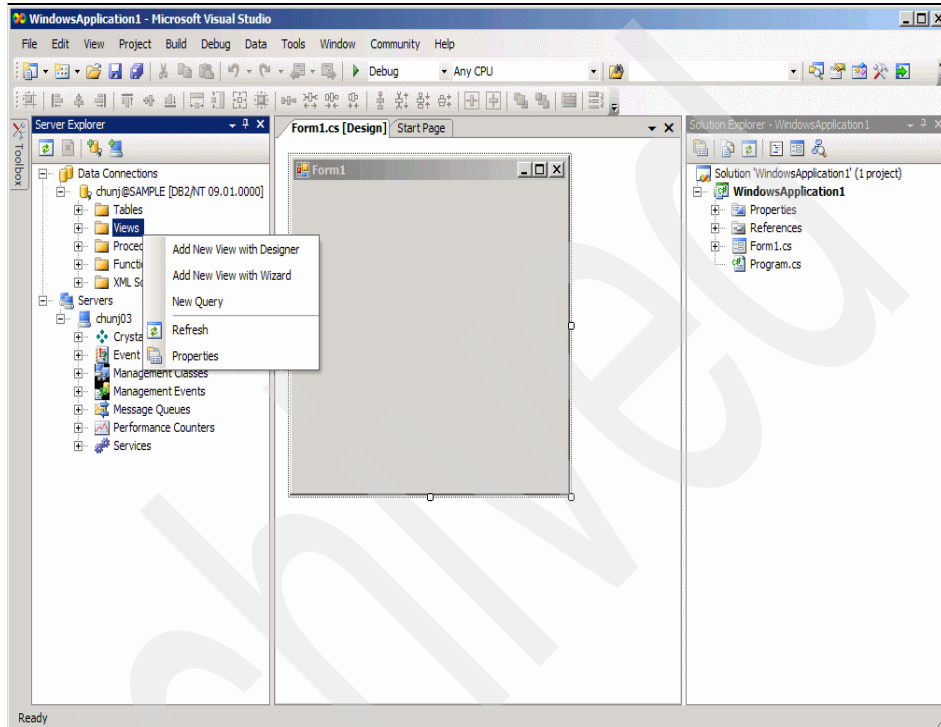 WindowsApplication1 - Microsoft Visual Studio
File Edit View Project Build Debug Data Tools Window Community Help
Debug Any CPU
Toolbox
Server Explorer
Data Connections
chunj@SAMPLE [DB2/NT 09.01.0000]
Tables
Views
Proced
Functi
XML Sc
Servers
chunj03
Crysta
Event
Management Classes
Management Events
Message Queues
Performance Counters
Services
Add New View with Designer
Add New View with Wizard
New Query
Refresh
Properties
Form1.cs [Design] Start Page
Form1
Solution Explorer - WindowsApplication1
Solution 'WindowsApplication1' (1 project)
WindowsApplication1
Properties
References
Form1.cs
Program.cs
Ready